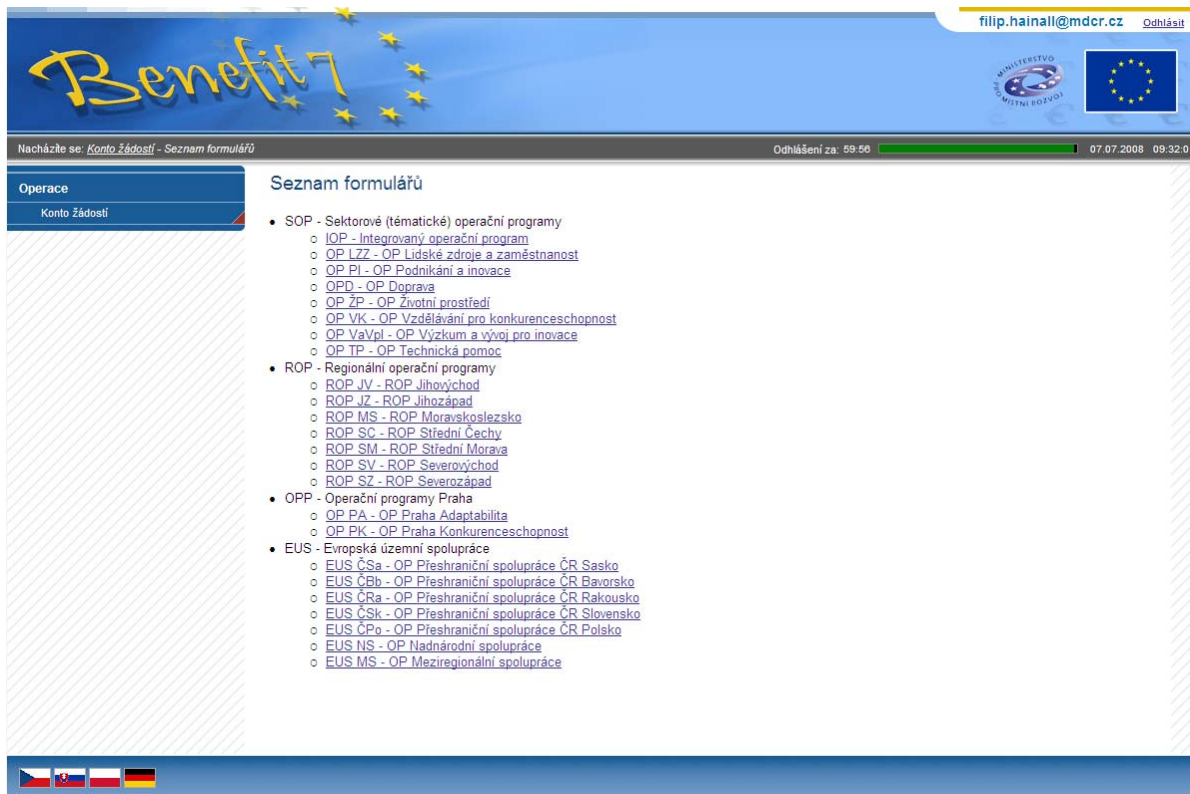 filip.hainall@mdcr.cz Odhlásit
Benefit7
MINISTERSTVO
PRO MÍSTNÍ ROZVOJ
Nacházíte se: Konto žádostí - Seznam formulářů
Odhlášení za: 59:56
07.07.2008 09:32:0
Operace
Konto žádostí
Seznam formulářů
SOP - Sektorové (tématické) operační programy
IOP - Integrovaný operační program
OP LZZ - OP Lidské zdroje a zaměstnanost
OP PI - OP Podnikání a inovace
OPD - OP Doprava
OP ŽP - OP Životní prostředí
OP VK - OP Vzdělávání pro konkurenceschopnost
OP VaVpI - OP Výzkum a vývoj pro inovace
OP TP - OP Technická pomoc
ROP - Regionální operační programy
ROP JV - ROP Jihovýchod
ROP JZ - ROP Jihozápad
ROP MS - ROP Moravskoslezsko
ROP SC - ROP Střední Čechy
ROP SM - ROP Střední Morava
ROP SV - ROP Severovýchod
ROP SZ - ROP Severozápad
OPP - Operační programy Praha
OP PA - OP Praha Adaptabilita
OP PK - OP Praha Konkurenceschopnost
EUS - Evropská územní spolupráce
EUS ČSa - OP Přeshraniční spolupráce ČR Sasko
EUS ČBb - OP Přeshraniční spolupráce ČR Bavorsko
EUS ČRa - OP Přeshraniční spolupráce ČR Rakousko
EUS ČSk - OP Přeshraniční spolupráce ČR Slovensko
EUS ČPo - OP Přeshraniční spolupráce ČR Polsko
EUS NS - OP Nadnárodní spolupráce
EUS MS - OP Meziregionální spolupráce